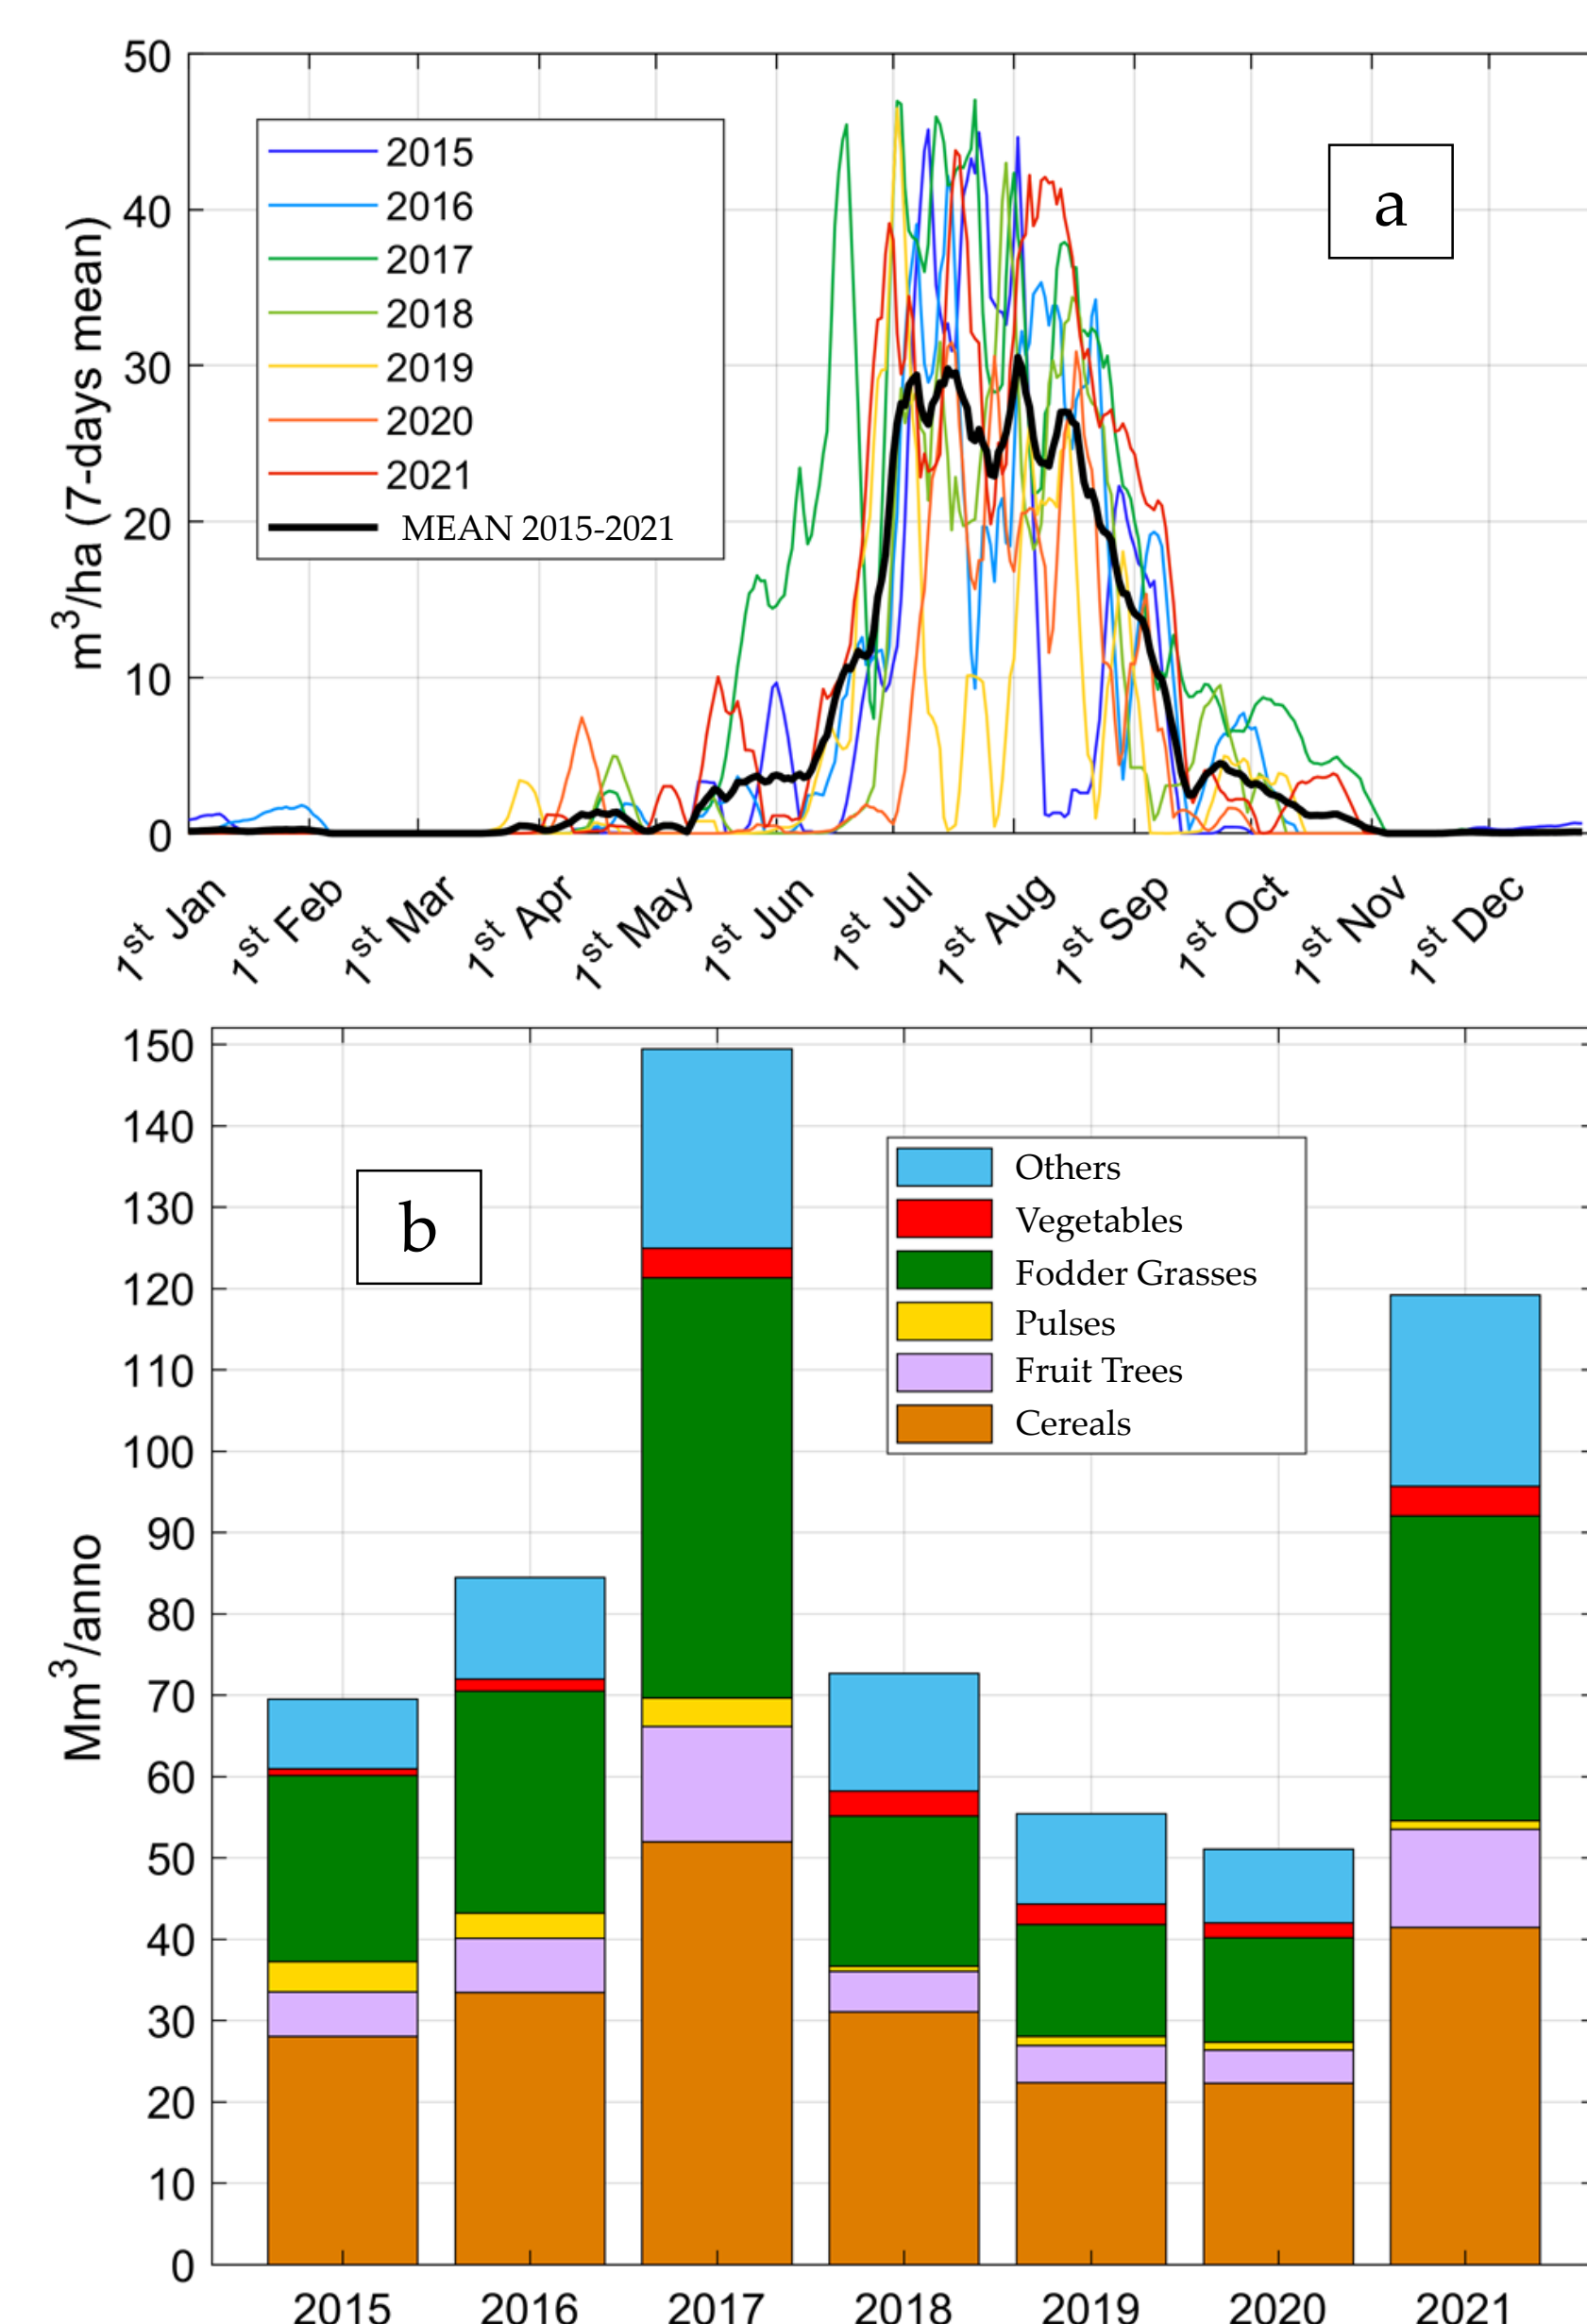 50
40
30
20
10
0
m3/ha (7-days mean)
2015
2016
2017
2018
2019
2020
2021
MEAN 2015-2021
a
1st Jan
1st Feb
1st Mar
1st Apr
1st May
1st Jun
1st Jul
1st Aug
1st Sep
1st Oct
1st Nov
1st Dec
150
140
130
120
110
100
90
80
70
60
50
40
30
20
10
0
Mm3/anno
b
Others
Vegetables
Fodder Grasses
Pulses
Fruit Trees
Cereals
2015
2016
2017
2018
2019
2020
2021